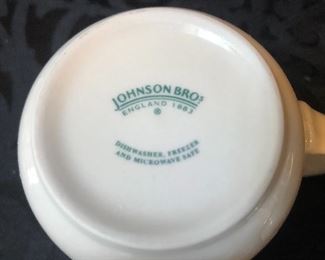 JOHNSON BROS
ENGLAND 1883
®
DISHWASHER, FREEZER
AND MICROWAVE SAFE